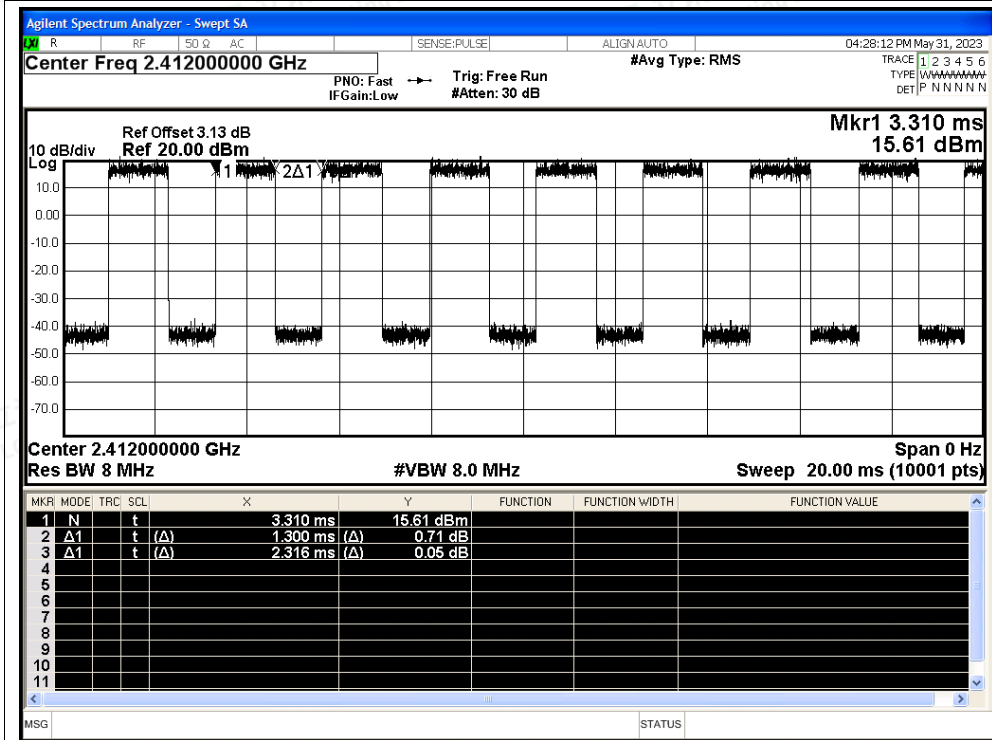 Agilent Spectrum Analyzer - Swept SA
LXI R RF 50 Ω AC SENSE:PULSE ALIGN AUTO 04:28:12 PM May 31, 2023
Center Freq 2.412000000 GHz #Avg Type: RMS TRACE 1 2 3 4 5 6
PNO: Fast Trig: Free Run TYPE WWWWWW
IFGain:Low #Atten: 30 dB DET P N N N N N
Mkr1 3.310 ms
Ref Offset 3.13 dB
10 dB/div Ref 20.00 dBm 15.61 dBm
Log
1 2Δ1
10.0
0.00
-10.0
-20.0
-30.0
-40.0
-50.0
-60.0
-70.0
Center 2.412000000 GHz Span 0 Hz
Res BW 8 MHz #VBW 8.0 MHz Sweep 20.00 ms (10001 pts)
MKR MODE TRC SCL X Y FUNCTION FUNCTION WIDTH FUNCTION VALUE
1 N t 3.310 ms 15.61 dBm
2 Δ1 t (Δ) 1.300 ms (Δ) 0.71 dB
3 Δ1 t (Δ) 2.316 ms (Δ) 0.05 dB
4
5
6
7
8
9
10
11
MSG STATUS